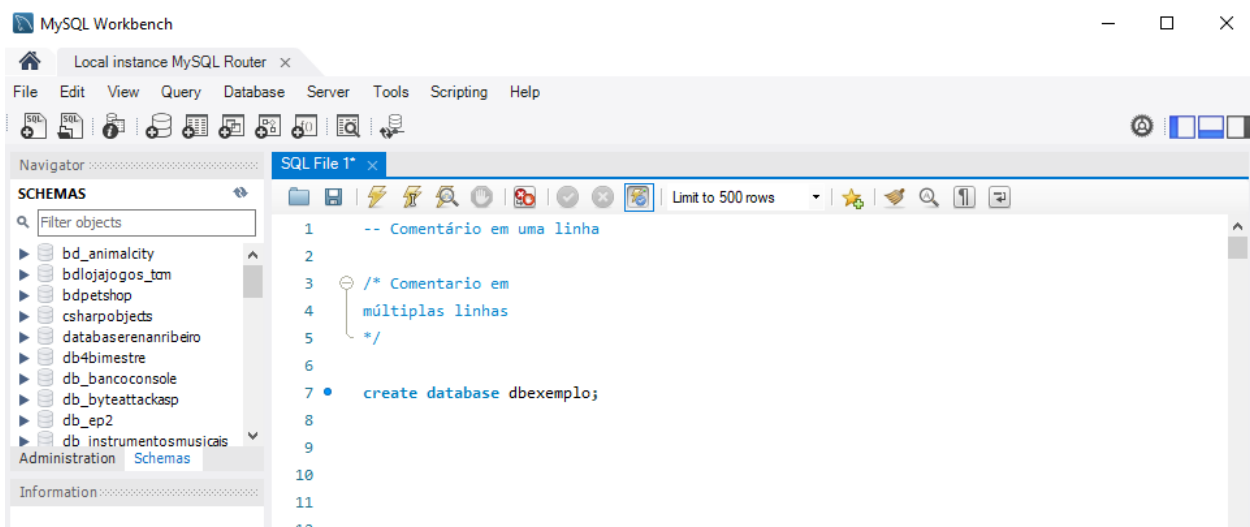 MySQL Workbench
Local instance MySQL Router
File Edit View Query Database Server Tools Scripting Help
Navigator
SCHEMAS
Filter objects
bd_animalcity
bdlojajogos_tcm
bdpetshop
csharpobjects
databaserenanribeiro
db4bimestre
db_bancoconsole
db_byteattackasp
db_ep2
db_instrumentosmusicais
Administration Schemas
Information
SQL File 1*
Limit to 500 rows
1 -- Comentário em uma linha
2
3 /* Comentario em
4 múltiplas linhas
5 */
6
7 create database dbexemplo;
8
9
10
11